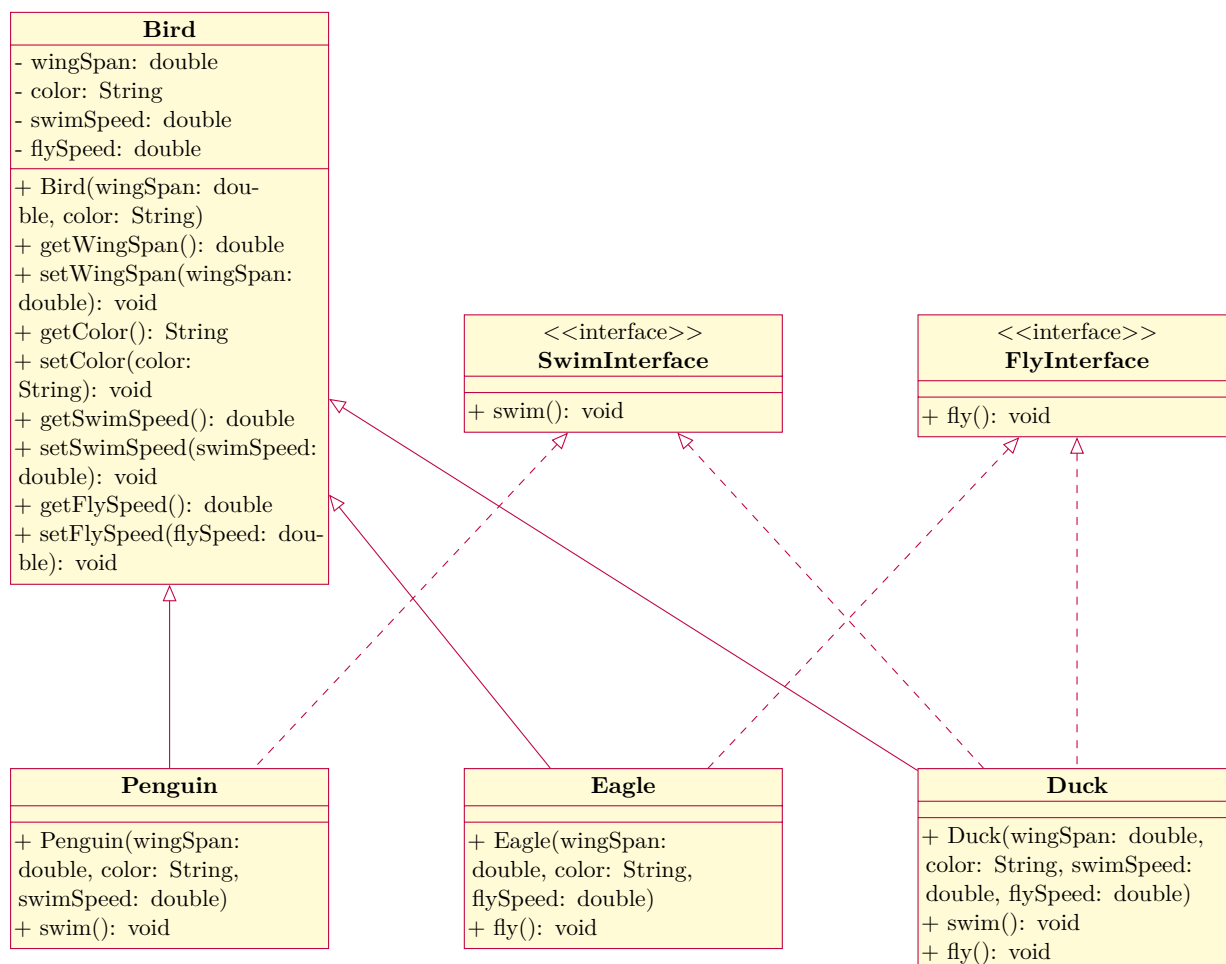 Bird
- wingSpan: double
- color: String
- swimSpeed: double
- flySpeed: double
+ Bird(wingSpan: dou-
ble, color: String)
+ getWingSpan(): double
+ setWingSpan(wingSpan:
double): void
+ getColor(): String
+ setColor(color:
String): void
+ getSwimSpeed(): double
+ setSwimSpeed(swimSpeed:
double): void
+ getFlySpeed(): double
+ setFlySpeed(flySpeed: dou-
ble): void
<<interface>>
SwimInterface
+ swim(): void
<<interface>>
FlyInterface
+ fly(): void
Penguin
+ Penguin(wingSpan:
double, color: String,
swimSpeed: double)
+ swim(): void
Eagle
+ Eagle(wingSpan:
double, color: String,
flySpeed: double)
+ fly(): void
Duck
+ Duck(wingSpan: double,
color: String, swimSpeed:
double, flySpeed: double)
+ swim(): void
+ fly(): void